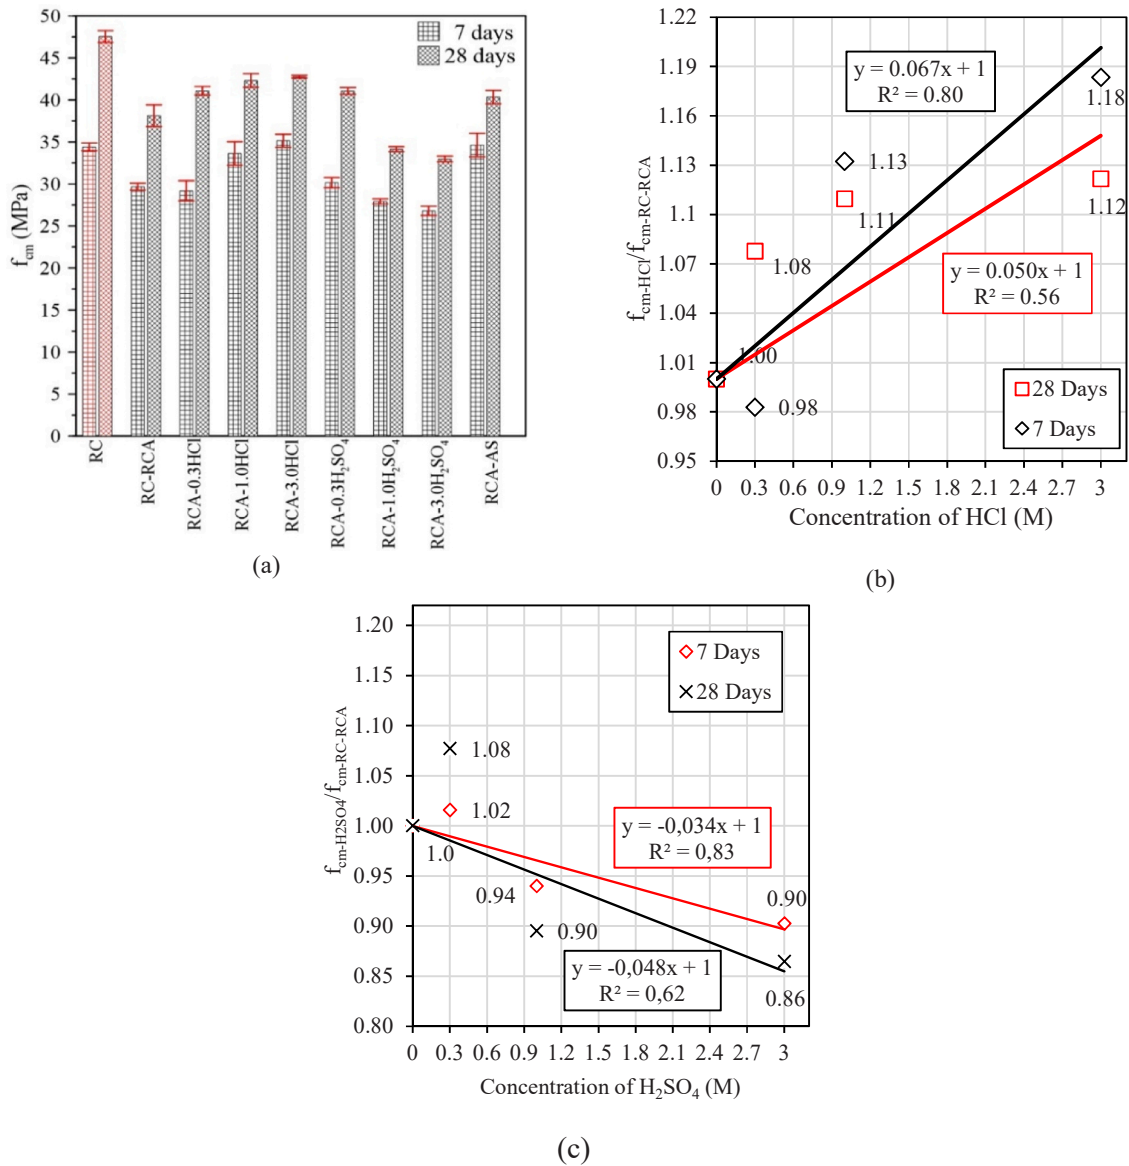 50
45
40
35
30
25
20
15
10
5
0
f_cm (MPa)
7 days
28 days
RC
RC-RCA
RCA-0.3HCl
RCA-1.0HCl
RCA-3.0HCl
RCA-0.3H₂SO₄
RCA-1.0H₂SO₄
RCA-3.0H₂SO₄
RCA-AS
(a)
1.22
1.19
1.16
1.13
1.1
1.07
1.04
1.01
0.98
0.95
f_cm-HCl/f_cm-RC-RCA
y = 0.067x + 1
R² = 0.80
1.18
1.13
1.11
1.12
1.08
y = 0.050x + 1
R² = 0.56
1.00
0.98
28 Days
7 Days
0 0.3 0.6 0.9 1.2 1.5 1.8 2.1 2.4 2.7 3
Concentration of HCl (M)
(b)
1.20
1.15
1.10
1.05
1.00
0.95
0.90
0.85
0.80
f_cm-H2SO4/f_cm-RC-RCA
7 Days
28 Days
1.08
1.02
y = -0,034x + 1
R² = 0,83
1.0
0.94
0.90
0.90
y = -0,048x + 1
R² = 0,62
0.86
0 0.3 0.6 0.9 1.2 1.5 1.8 2.1 2.4 2.7 3
Concentration of H₂SO₄ (M)
(c)